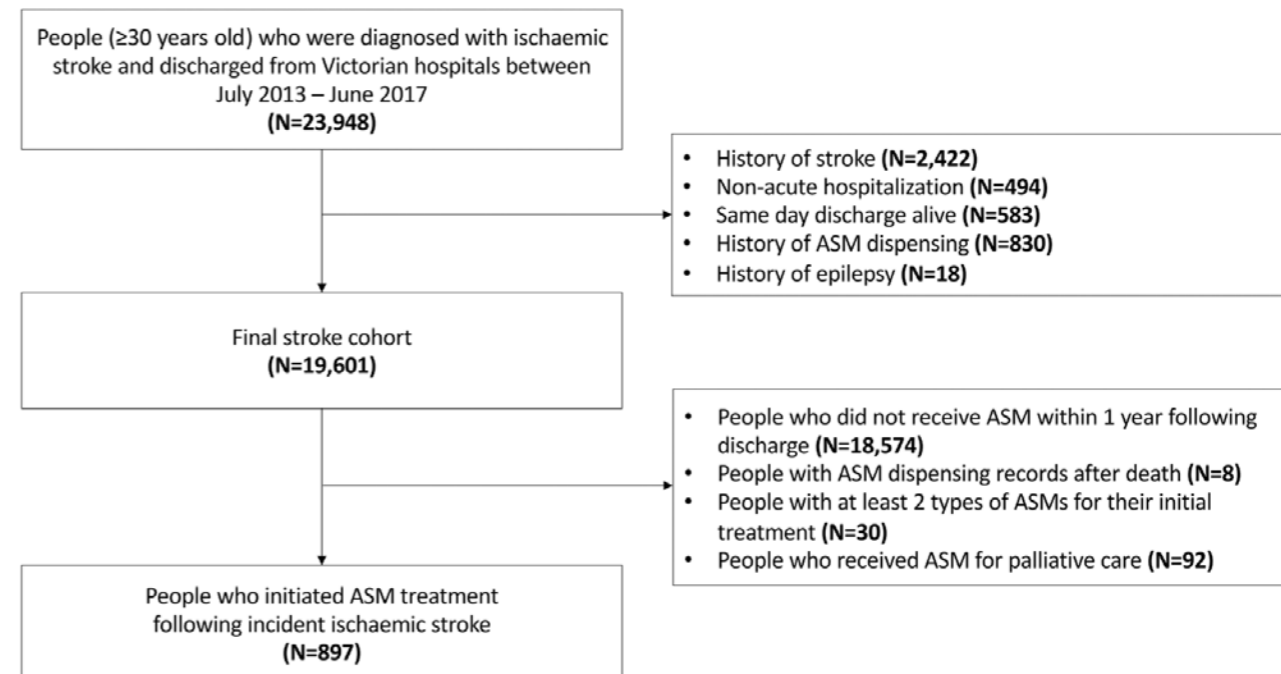 People (≥30 years old) who were diagnosed with ischaemic
stroke and discharged from Victorian hospitals between
July 2013 – June 2017
(N=23,948)
• History of stroke (N=2,422)
• Non-acute hospitalization (N=494)
• Same day discharge alive (N=583)
• History of ASM dispensing (N=830)
• History of epilepsy (N=18)
Final stroke cohort
(N=19,601)
• People who did not receive ASM within 1 year following
discharge (N=18,574)
• People with ASM dispensing records after death (N=8)
• People with at least 2 types of ASMs for their initial
treatment (N=30)
• People who received ASM for palliative care (N=92)
People who initiated ASM treatment
following incident ischaemic stroke
(N=897)